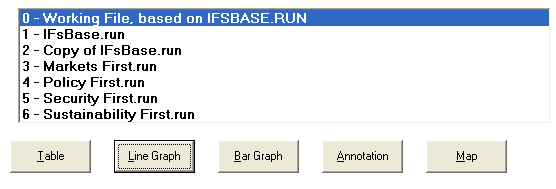 0 - Working File, based on IFSBASE.RUN
1 - IFsBase.run
2 - Copy of IFsBase.run
3 - Markets First.run
4 - Policy First.run
5 - Security First.run
6 - Sustainability First.run
Table Line Graph Bar Graph Annotation Map